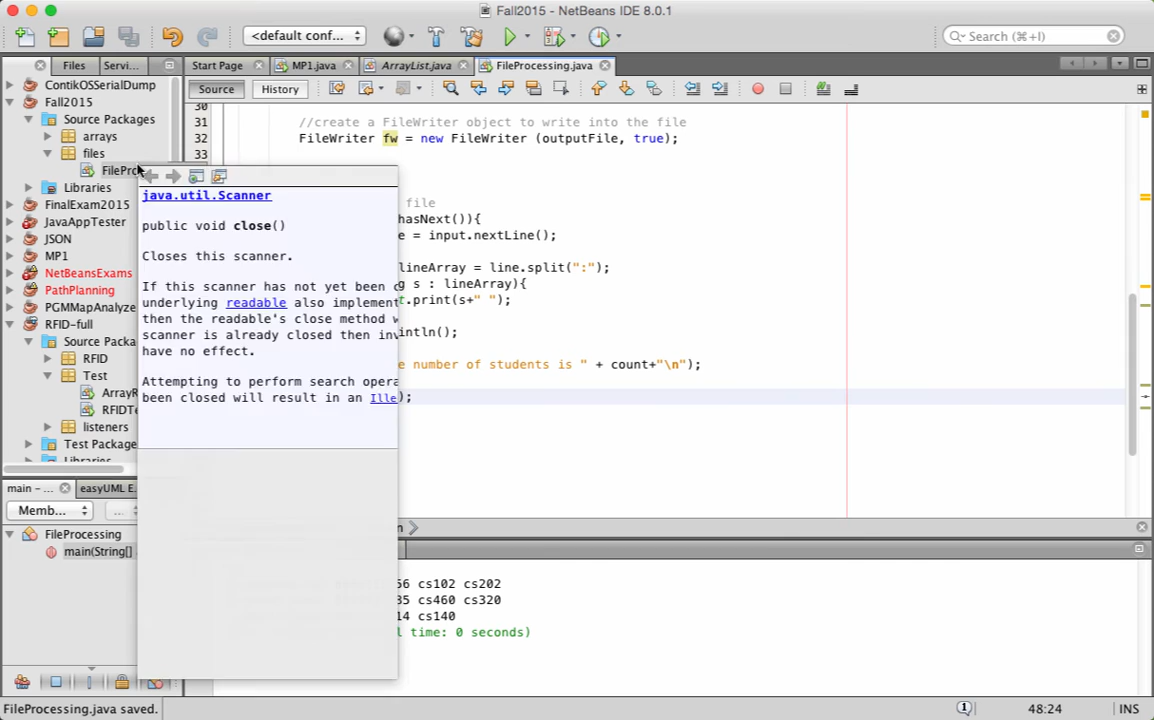 Fall2015 - NetBeans IDE 8.0.1
<default conf...
Search (⌘+I)
Files
Servi...
Start Page
MP1.java
ArrayList.java
FileProcessing.java
Source
History
ContikOSSerialDump
Fall2015
Source Packages
arrays
files
FilePro
Libraries
FinalExam2015
JavaAppTester
JSON
MP1
NetBeansExams
PathPlanning
PGMMapAnalyze
RFID-full
Source Packa
RFID
Test
ArrayR
RFIDTe
listeners
Test Package
Libraries
30
31 //create a FileWriter object to write into the file
32 FileWriter fw = new FileWriter (outputFile, true);
33
file
hasNext()){
e = input.nextLine();
lineArray = line.split(":");
g s : lineArray){
t.print(s+" ");
intln();
e number of students is " + count+"\n");
);
java.util.Scanner
public void close()
Closes this scanner.
If this scanner has not yet been c
underlying readable also implement
then the readable's close method w
scanner is already closed then inv
have no effect.
Attempting to perform search opera
been closed will result in an Ille
main - ...
easyUML E.
Memb...
...
FileProcessing
main(String[]
56 cs102 cs202
35 cs460 cs320
14 cs140
l time: 0 seconds)
FileProcessing.java saved.
1
48:24
INS